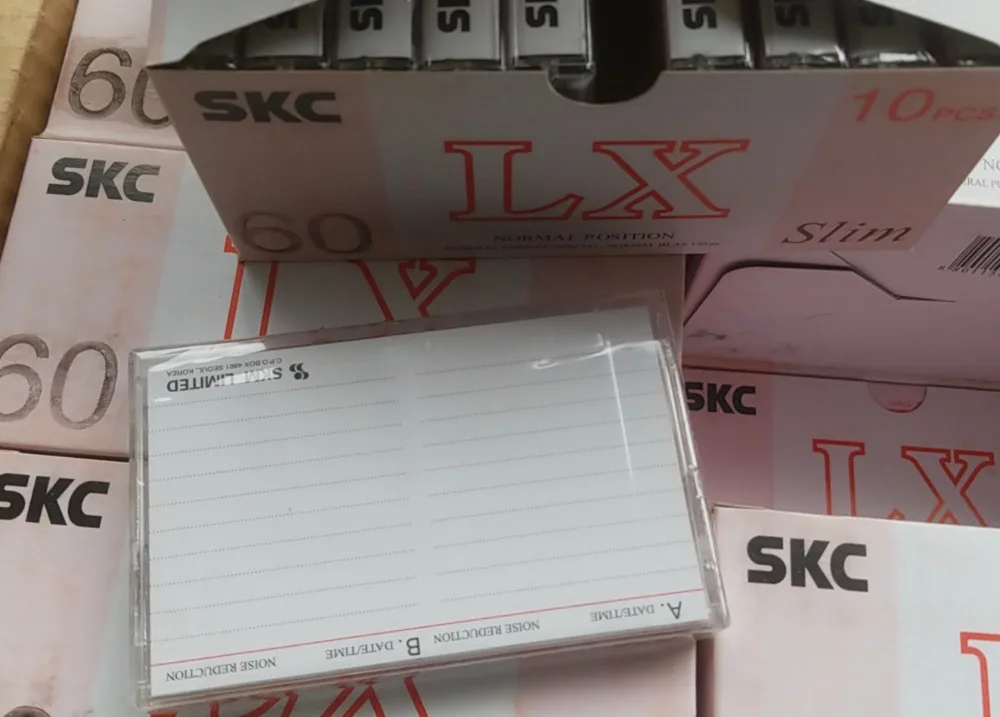 60
SKC
SKC
10PCS
LX
60
NORMAL POSITION
Slim
SKC
60
SKM LIMITED
C.P.O.BOX 4861 SEOUL, KOREA
A. DATE/TIME NOISE REDUCTION B. DATE/TIME NOISE REDUCTION
SKC
LX
SKC
SKC